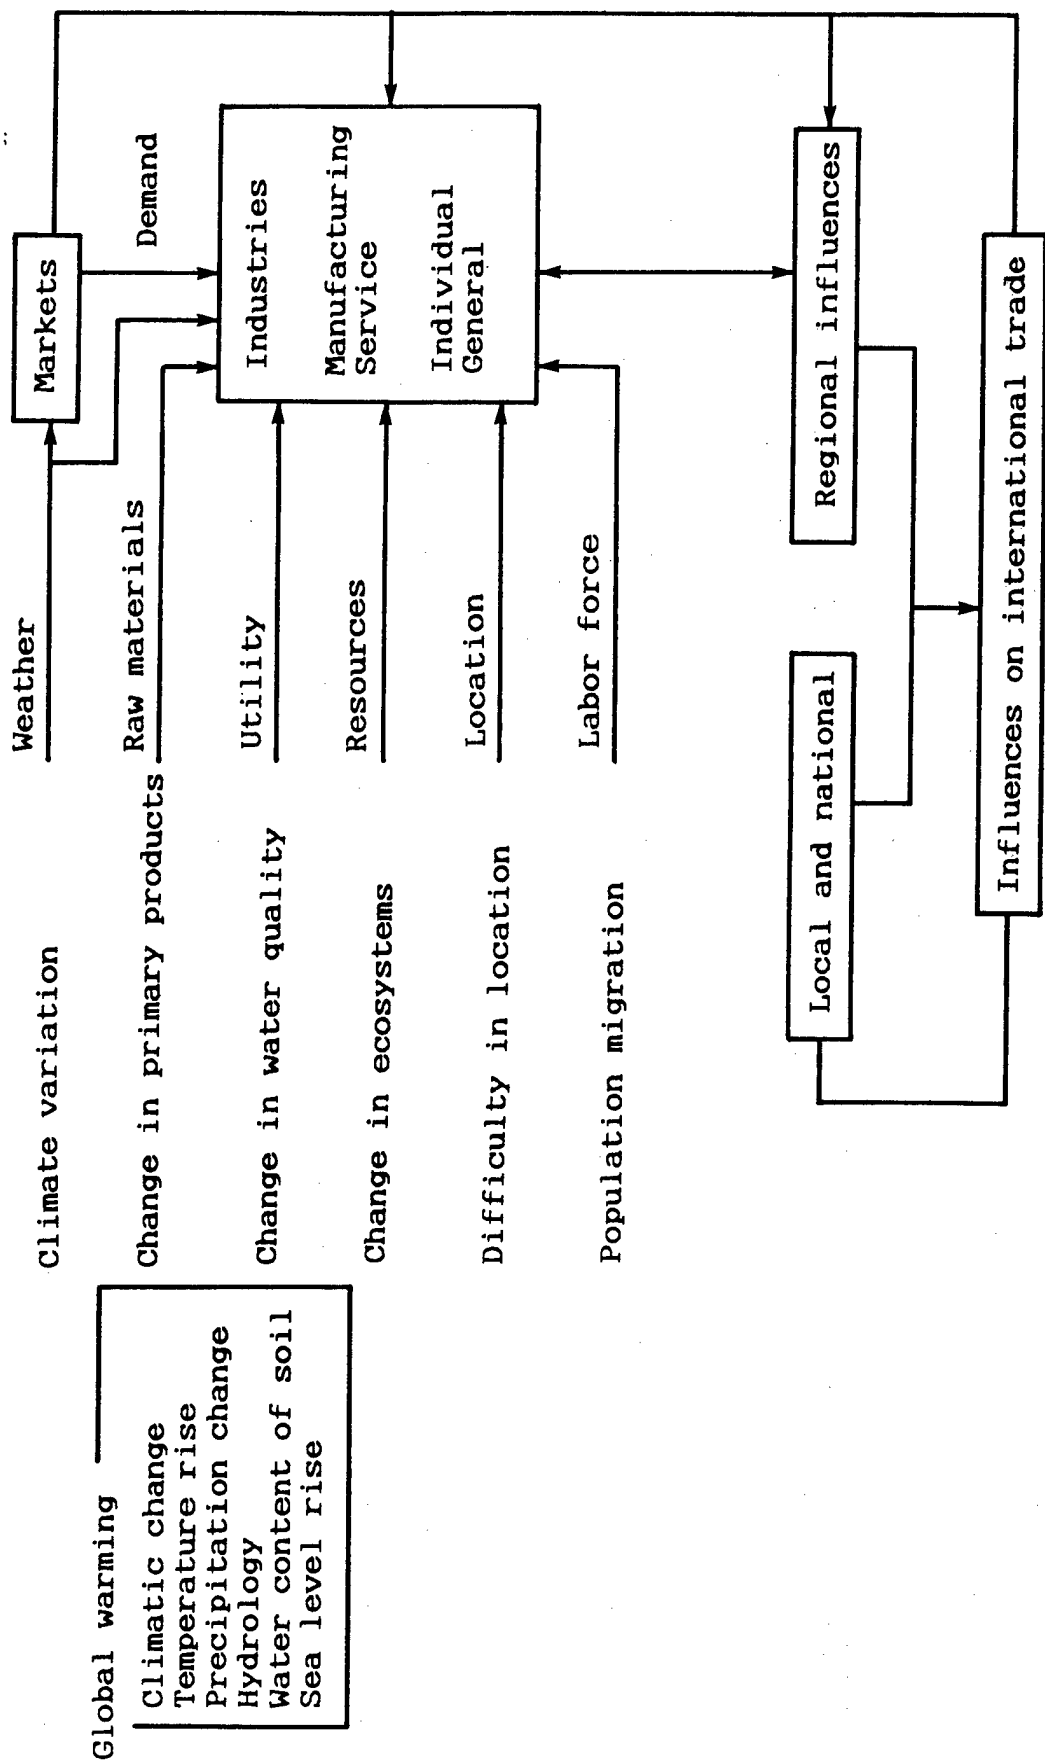 Global warming
Climatic change
Temperature rise
Precipitation change
Hydrology
Water content of soil
Sea level rise
Climate variation
Change in primary products
Change in water quality
Change in ecosystems
Difficulty in location
Population migration
Weather
Raw materials
Utility
Resources
Location
Labor force
Markets
Demand
Industries
Manufacturing
Service
Individual
General
Local and national
Regional influences
Influences on international trade